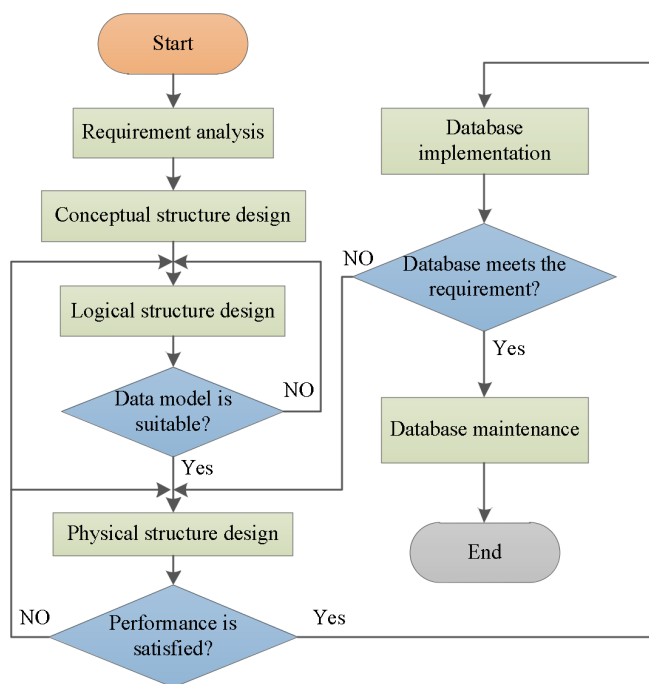 Start
Requirement analysis
Conceptual structure design
Logical structure design
Data model is
suitable?
NO
Yes
Physical structure design
Performance is
satisfied?
NO
Yes
Database
implementation
Database meets the
requirement?
NO
Yes
Database maintenance
End